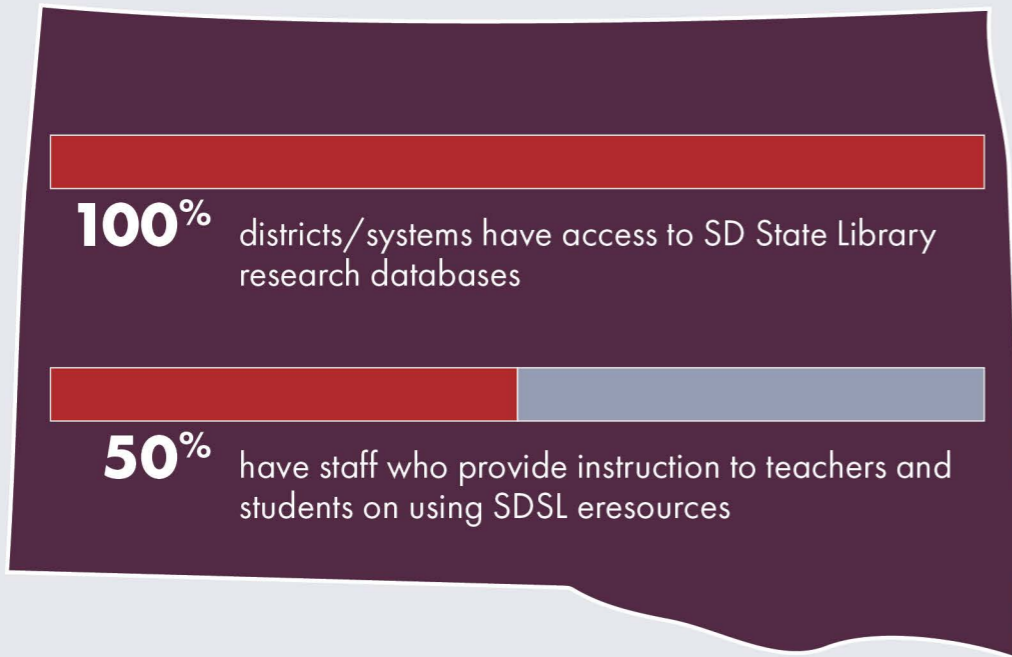 100% districts/systems have access to SD State Library
research databases
50% have staff who provide instruction to teachers and
students on using SDSL eresources